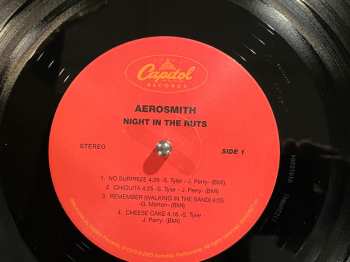 Capitol
RECORDS
AEROSMITH
NIGHT IN THE RUTS
STEREO
SIDE 1
1. NO SURPRIZE 4:25 -S. Tyler - J. Perry- (BMI)
2. CHIQUITA 4:25 -S. Tyler - J. Perry- (BMI)
3. REMEMBER (WALKING IN THE SAND) 4:05
-G. Morton- (BMI)
4. CHEESE CAKE 4:16 -S. Tyler
J. Perry- (BMI)